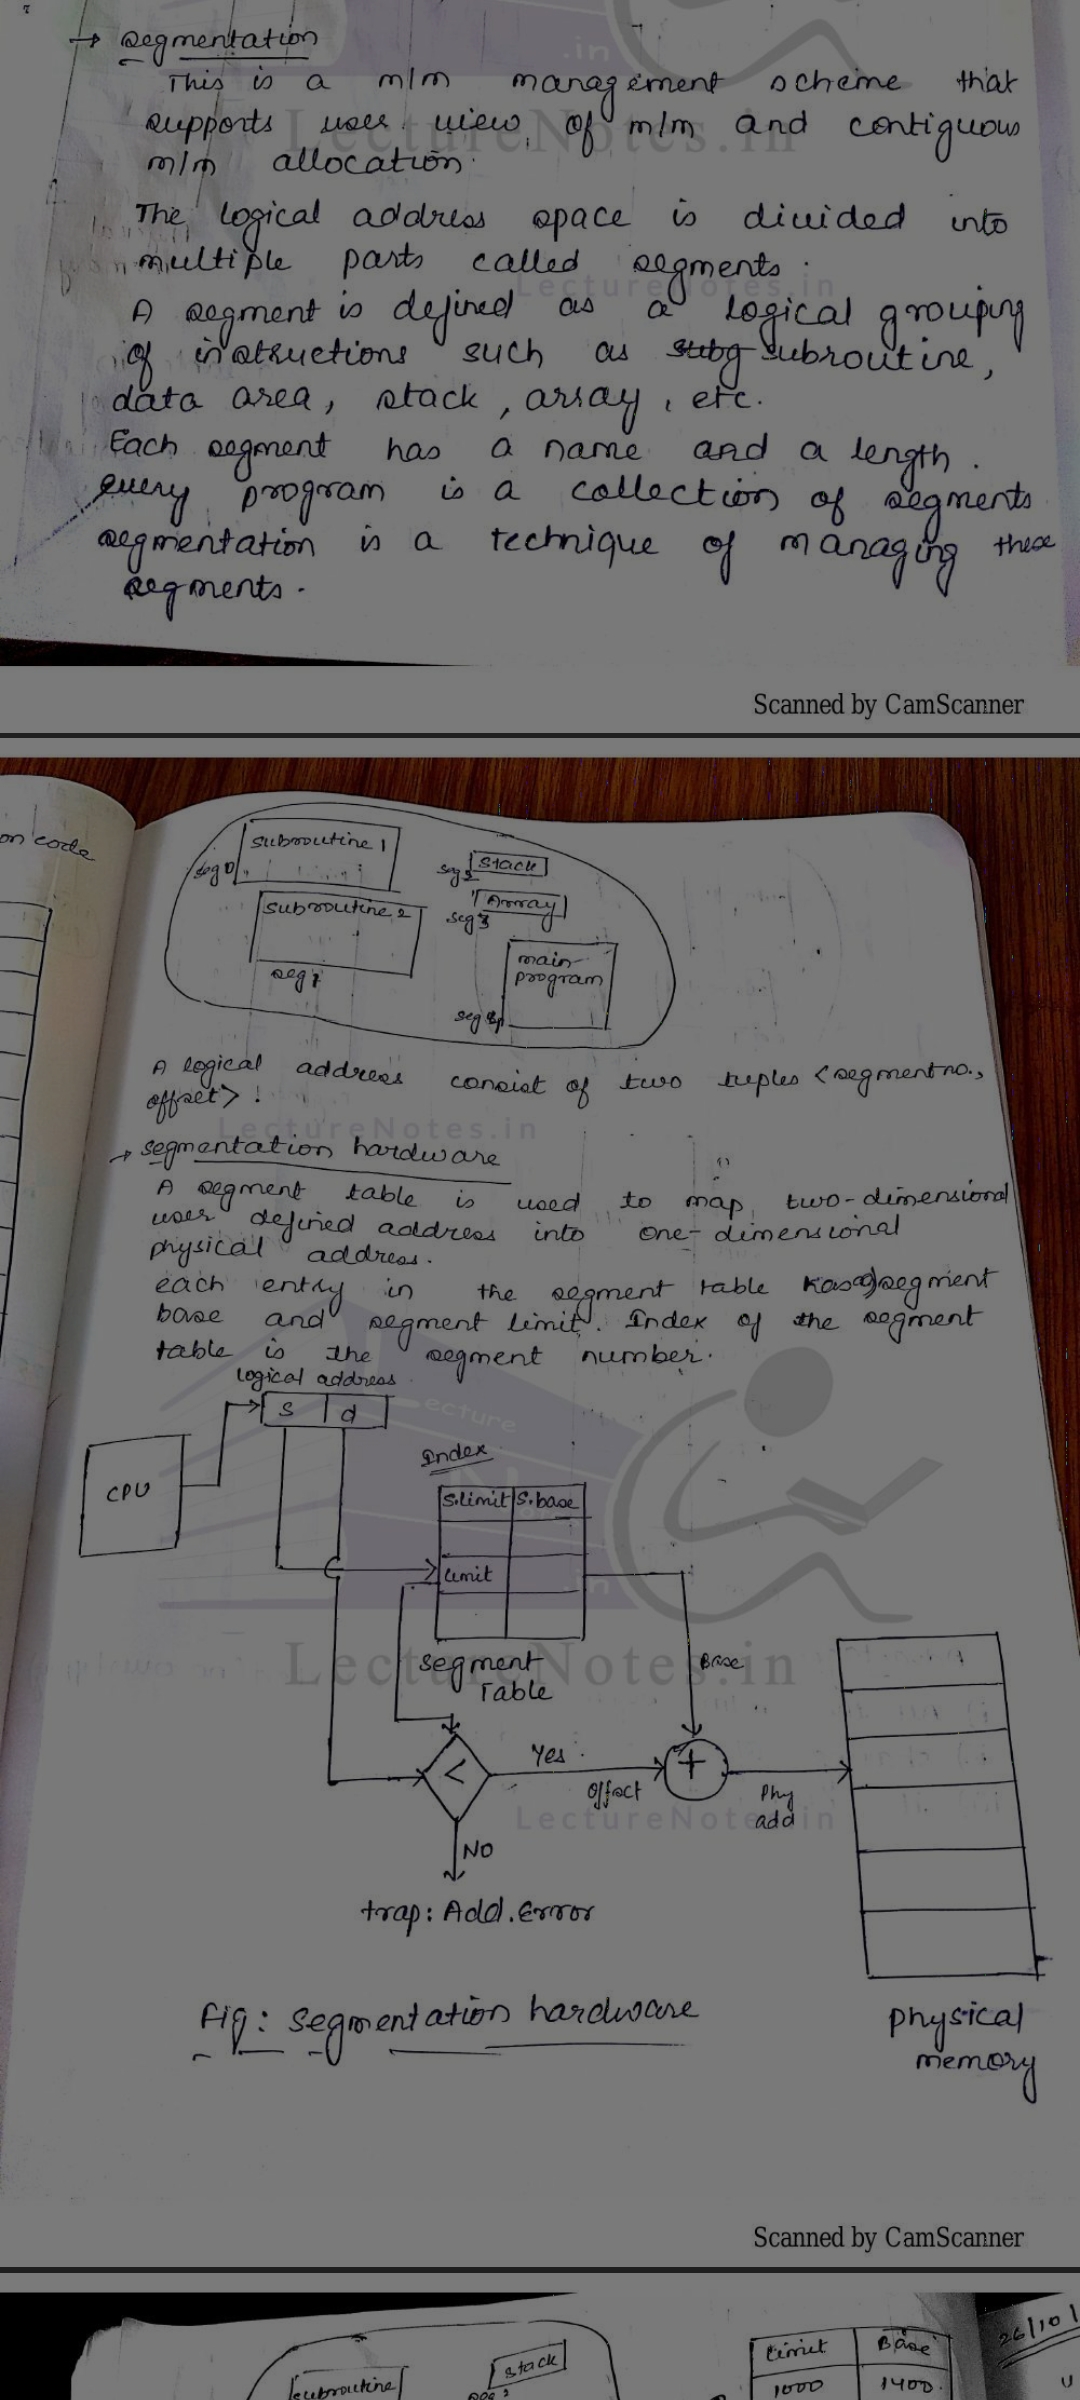 → segmentation
This is a m/m management scheme that
supports user view of m/m and contiguous
m/m allocation.
The logical address space is divided into
multiple parts called segments.
A segment is defined as a logical grouping
of instructions such as subg subroutine,
data area, stack, array, etc.
Each segment has a name and a length.
every program is a collection of segments
segmentation is a technique of managing these
segments.
Scanned by CamScanner
on code
subroutine 1
seg 0
stack
subroutine 2
Array
seg 3
main-
program
seg 1
A logical address consist of two tuples <segment no.,
offset> !
LectureNotes.in
→ segmentation hardware
A segment table is used to map two-dimensional
user defined address into one-dimensional
physical address.
each entry in the segment table has segment
base and segment limit. Index of the segment
table is the segment number.
logical address
s d
CPU
Index
S.limit S.base
limit
LectureNotes.in
segment
Table
Base
<
Yes
offset
+
Phy
add
LectureNotes.in
NO
trap: Add. Error
Fig: segmentation hardware
physical
memory
Scanned by CamScanner
subroutine
stack
Limit Base
1000 1400
26/10/